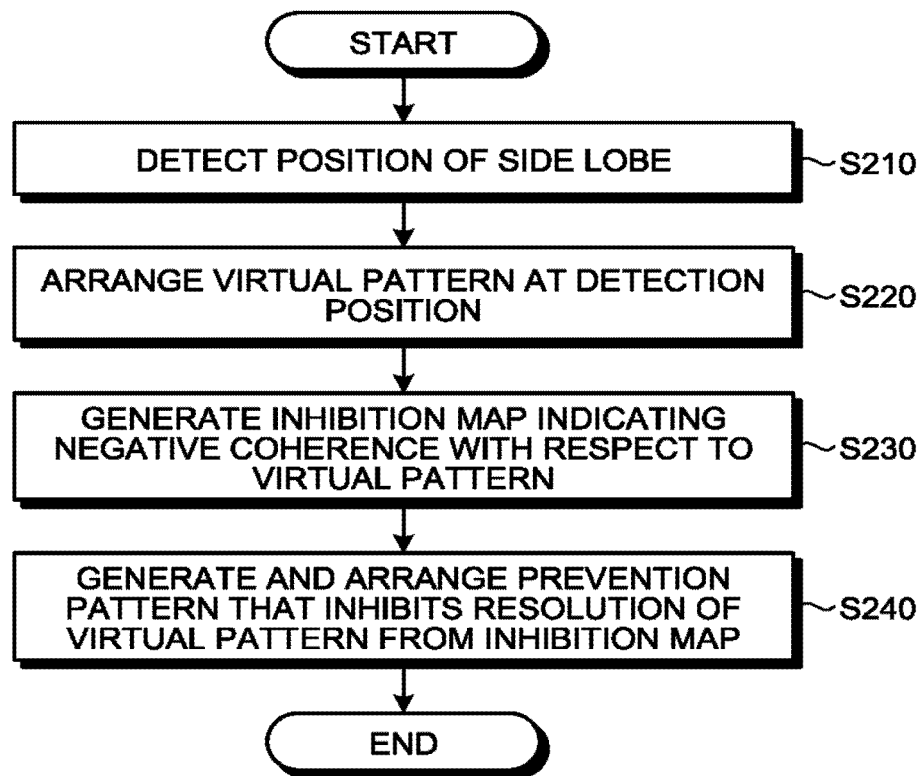 START
DETECT POSITION OF SIDE LOBE
S210
ARRANGE VIRTUAL PATTERN AT DETECTION
POSITION
S220
GENERATE INHIBITION MAP INDICATING
NEGATIVE COHERENCE WITH RESPECT TO
VIRTUAL PATTERN
S230
GENERATE AND ARRANGE PREVENTION
PATTERN THAT INHIBITS RESOLUTION OF
VIRTUAL PATTERN FROM INHIBITION MAP
S240
END